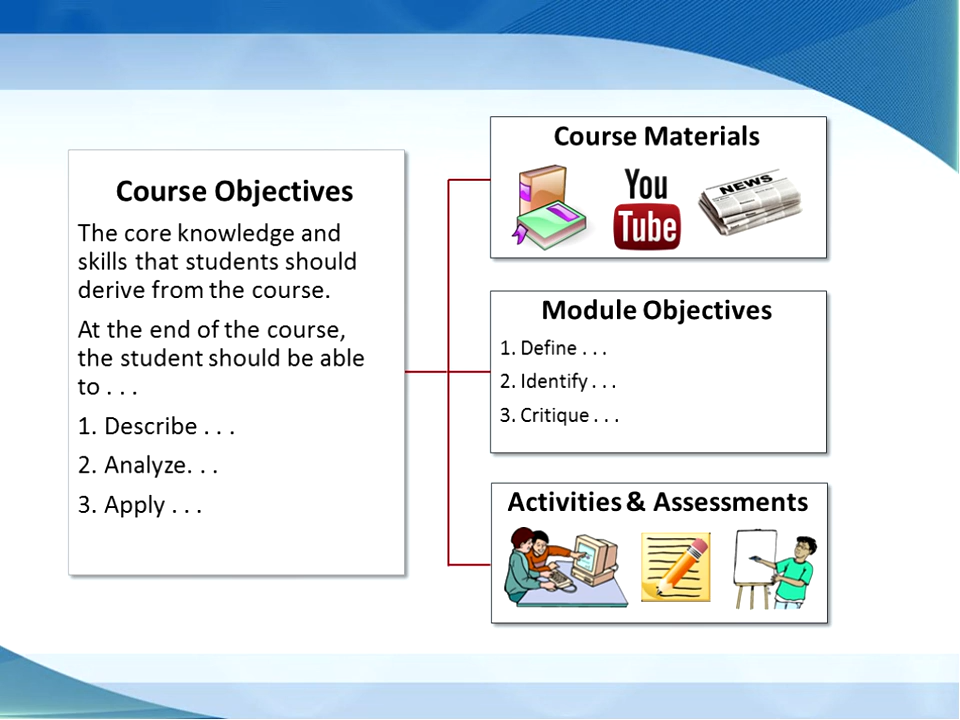 Course Objectives
The core knowledge and
skills that students should
derive from the course.
At the end of the course,
the student should be able
to . . .
1. Describe . . .
2. Analyze. . .
3. Apply . . .
Course Materials
You
Tube
NEWS
Module Objectives
1. Define . . .
2. Identify . . .
3. Critique . . .
Activities & Assessments